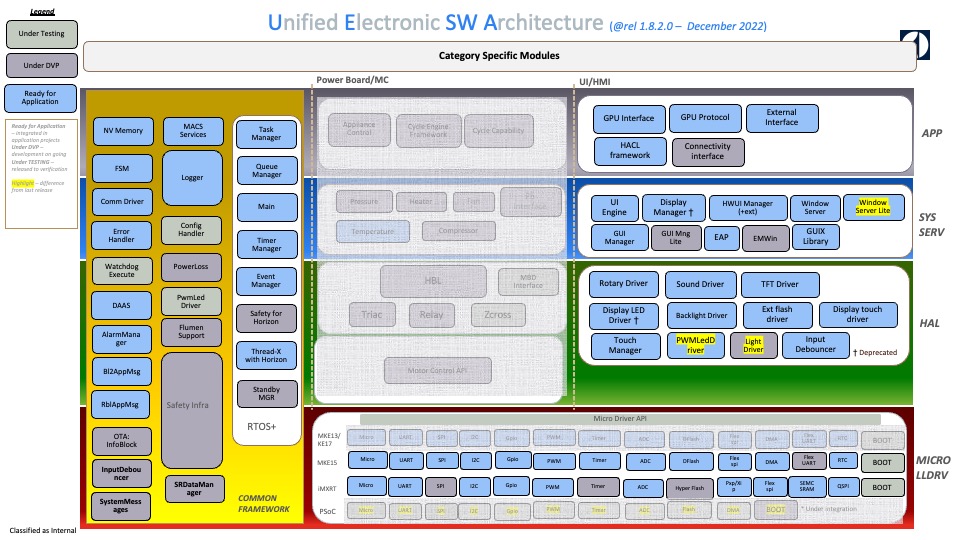 Legend
Under Testing
Under DVP
Ready for
Application
Ready for Application
– integrated in
application projects
Under DVP –
development on going
Under TESTING –
released to verification
Highlight – difference
from last release
Unified Electronic SW Architecture (@rel 1.8.2.0 – December 2022)
Category Specific Modules
Power Board/MC
UI/HMI
NV Memory
FSM
Comm Driver
Error
Handler
Watchdog
Execute
DAAS
AlarmMana
ger
Bl2AppMsg
RblAppMsg
OTA:
InfoBlock
InputDebou
ncer
SystemMess
ages
MACS
Services
Logger
Config
Handler
PowerLoss
PwmLed
Driver
Flumen
Support
Safety Infra
SRDataMan
ager
Task
Manager
Queue
Manager
Main
Timer
Manager
Event
Manager
Safety for
Horizon
Thread-X
with Horizon
Standby
MGR
RTOS+
COMMON
FRAMEWORK
Appliance
Control
Cycle Engine
Framework
Cycle Capability
GPU Interface
GPU Protocol
External
Interface
HACL
framework
Connectivity
interface
APP
Pressure
Heater
Interface
Temperature
Compressor
UI
Engine
Display
Manager †
HWUI Manager
(+ext)
Window
Server
Window
Server Lite
GUI
Manager
GUI Mng
Lite
EAP
EMWin
GUIX
Library
SYS
SERV
HBL
MBD
Interface
Triac
Relay
Zcross
Motor Control API
Rotary Driver
Sound Driver
TFT Driver
Display LED
Driver †
Backlight Driver
Ext flash
driver
Display touch
driver
Touch
Manager
PWMLedD
river
Light
Driver
Input
Debouncer
† Deprecated
HAL
Micro Driver API
MKE13/
KE17
Micro
UART
SPI
I2C
Gpio
PWM
Timer
ADC
DFlash
Flex
spi
DMA
Flex
UART
RTC
BOOT
MKE15
Micro
UART
SPI
I2C
Gpio
PWM
Timer
ADC
DFlash
Flex
spi
DMA
Flex
UART
RTC
BOOT
iMXRT
Micro
UART
SPI
I2C
Gpio
PWM
Timer
ADC
Hyper Flash
Pxp/Xi
p
Flex
spi
SEMC
SRAM
QSPI
BOOT
PSoC
Micro
UART
SPI
I2C
Gpio
PWM
Timer
ADC
Flash
DMA
BOOT
* Under integration
MICRO
LLDRV
Classified as Internal